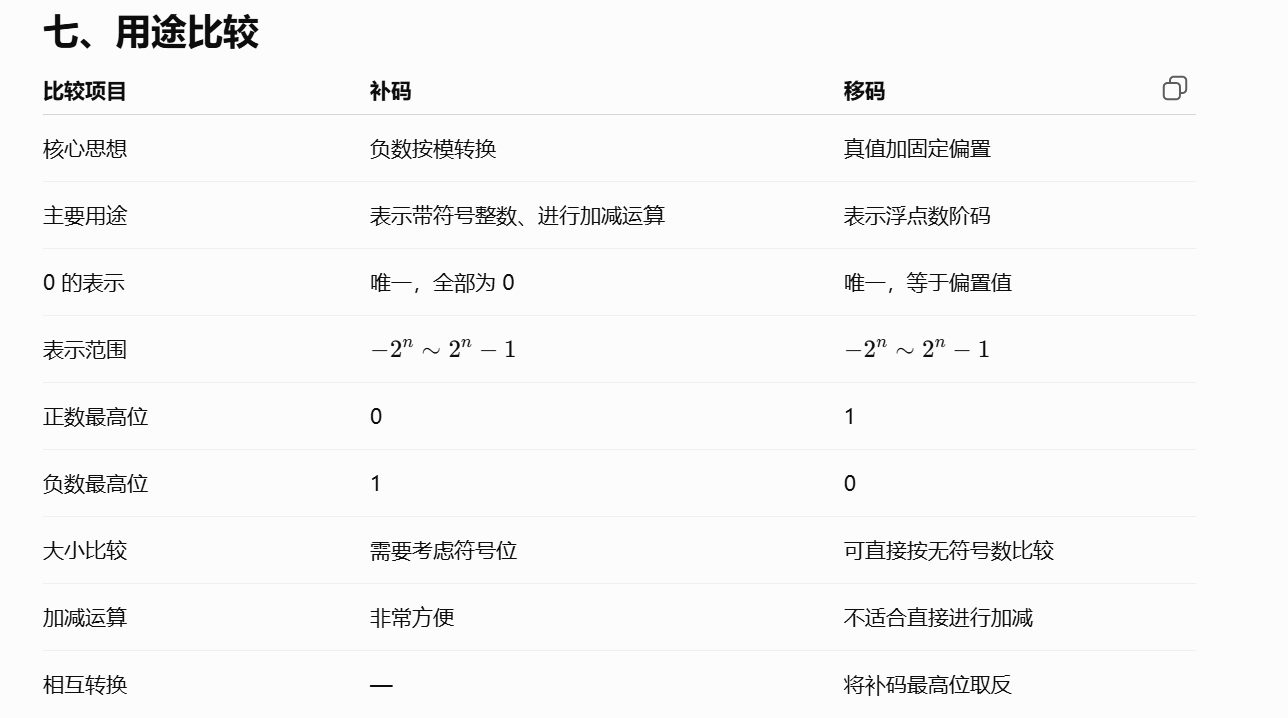 七、用途比较
比较项目 补码 移码
核心思想 负数按模转换 真值加固定偏置
主要用途 表示带符号整数、进行加减运算 表示浮点数阶码
0 的表示 唯一，全部为 0 唯一，等于偏置值
表示范围 −2ⁿ ∼ 2ⁿ − 1 −2ⁿ ∼ 2ⁿ − 1
正数最高位 0 1
负数最高位 1 0
大小比较 需要考虑符号位 可直接按无符号数比较
加减运算 非常方便 不适合直接进行加减
相互转换 — 将补码最高位取反